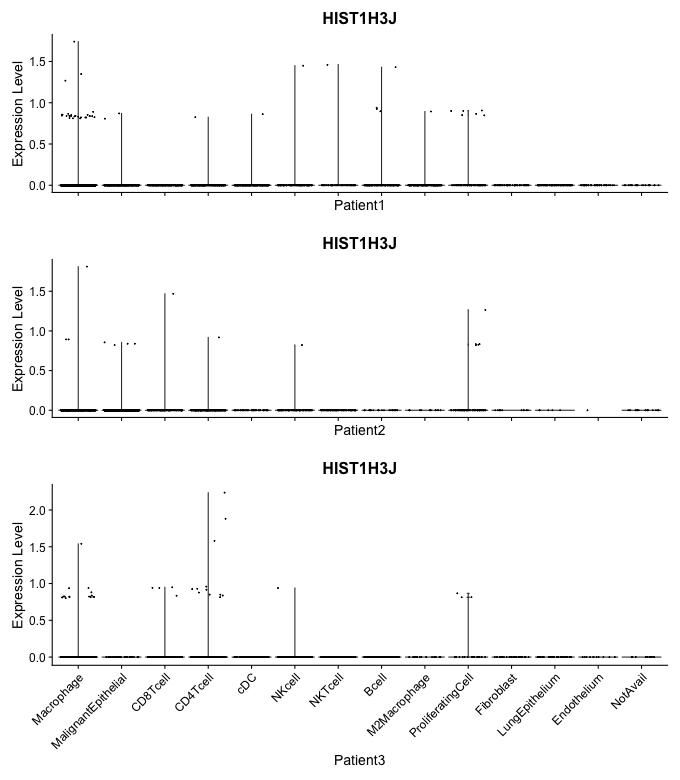 HIST1H3J
Expression Level
1.5
1.0
0.5
0.0
Patient1
HIST1H3J
Expression Level
1.5
1.0
0.5
0.0
Patient2
HIST1H3J
Expression Level
2.0
1.5
1.0
0.5
0.0
Macrophage
MalignantEpithelial
CD8Tcell
CD4Tcell
cDC
NKcell
NKTcell
Bcell
M2Macrophage
ProliferatingCell
Fibroblast
LungEpithelium
Endothelium
NotAvail
Patient3